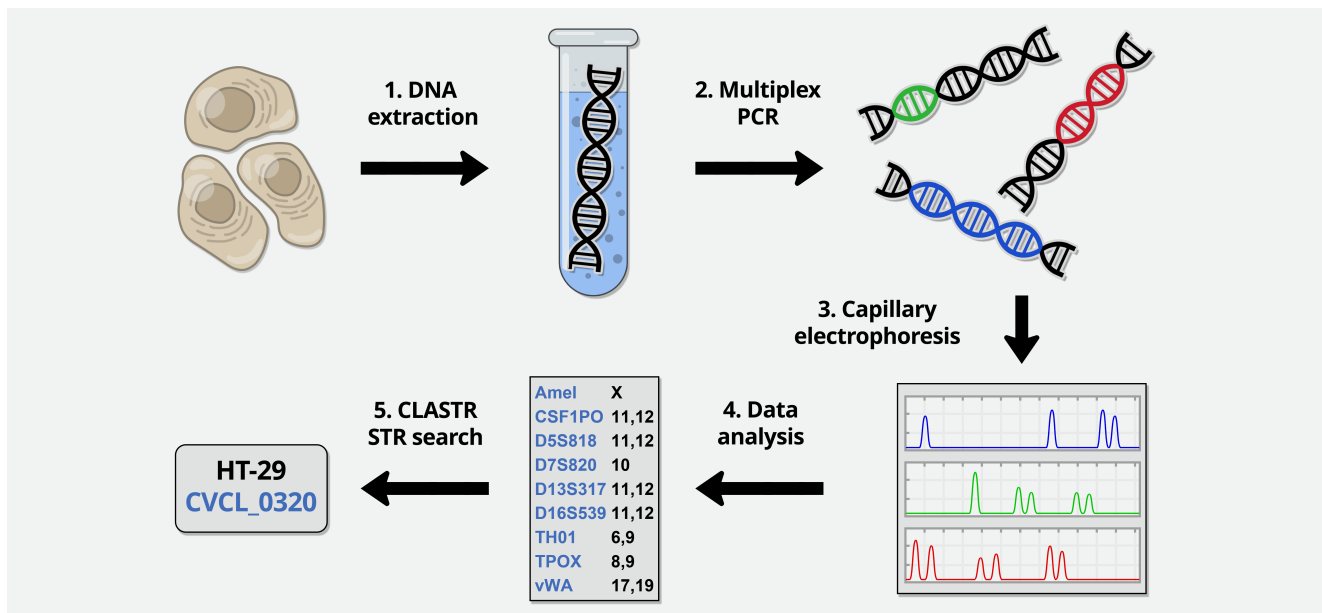 1. DNA
extraction
2. Multiplex
PCR
3. Capillary
electrophoresis
4. Data
analysis
Amel X
CSF1PO 11,12
D5S818 11,12
D7S820 10
D13S317 11,12
D16S539 11,12
TH01 6,9
TPOX 8,9
vWA 17,19
5. CLASTR
STR search
HT-29
CVCL_0320